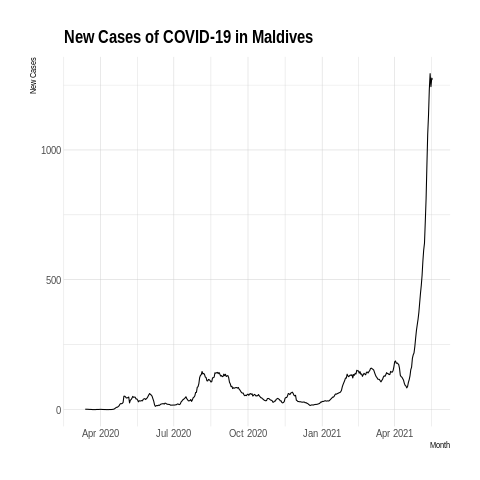 New Cases of COVID-19 in Maldives
New Cases
1000
500
0
Apr 2020 Jul 2020 Oct 2020 Jan 2021 Apr 2021
Month